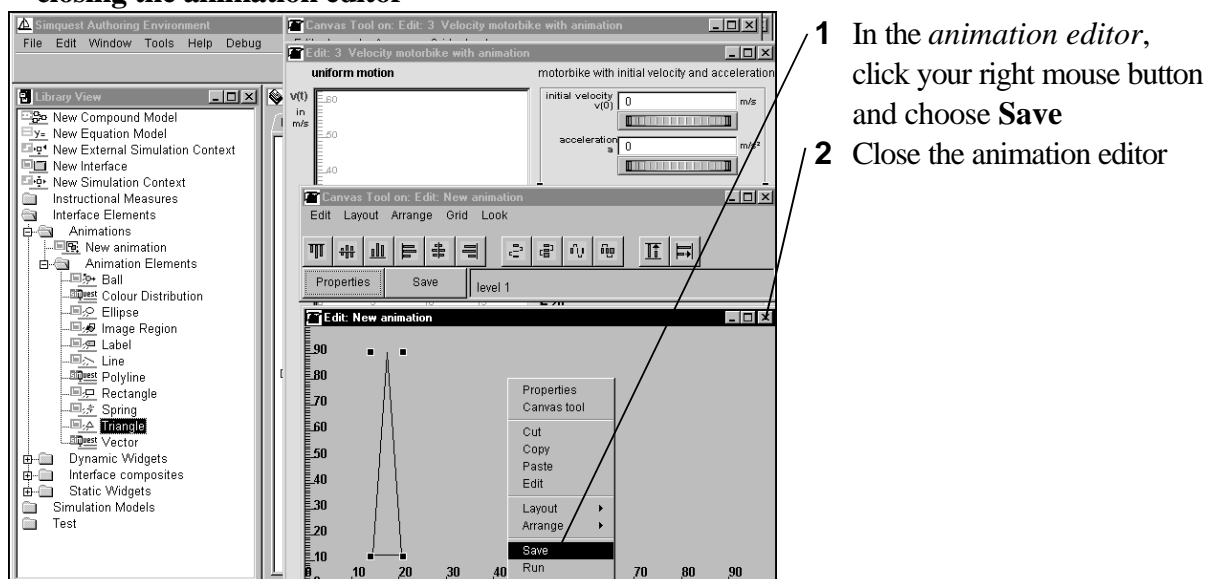 closing the animation editor
Simquest Authoring Environment
File Edit Window Tools Help Debug
Library View
New Compound Model
New Equation Model
New External Simulation Context
New Interface
New Simulation Context
Instructional Measures
Interface Elements
Animations
New animation
Animation Elements
Ball
Colour Distribution
Ellipse
Image Region
Label
Line
Polyline
Rectangle
Spring
Triangle
Vector
Dynamic Widgets
Interface composites
Static Widgets
Simulation Models
Test
Canvas Tool on: Edit: 3 Velocity motorbike with animation
Edit: 3 Velocity motorbike with animation
uniform motion
motorbike with initial velocity and acceleration
v(t)
in
m/s
60
50
40
initial velocity
v(0)
0
m/s
acceleration
a
0
m/s²
Canvas Tool on: Edit: New animation
Edit Layout Arrange Grid Look
Properties Save level 1
Edit: New animation
90
80
70
60
50
40
30
20
10
0
0 10 20 30 40 70 80 90
Properties
Canvas tool
Cut
Copy
Paste
Edit
Layout
Arrange
Save
Run
1 In the animation editor,
click your right mouse button
and choose Save
2 Close the animation editor